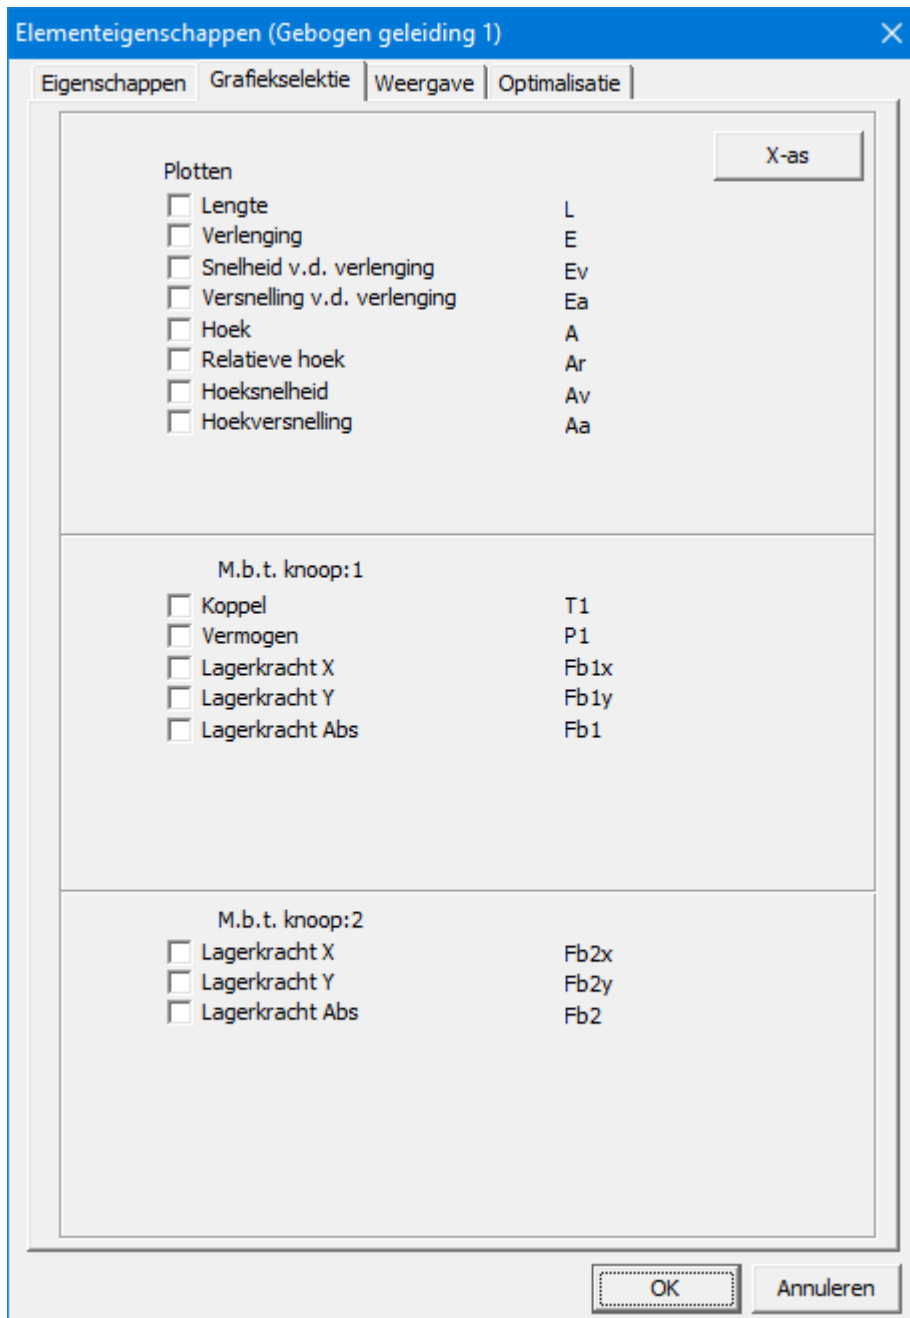 Elementeigenschappen (Gebogen geleiding 1)
Eigenschappen Grafiekselektie Weergave Optimalisatie
X-as
Plotten
Lengte L
Verlenging E
Snelheid v.d. verlenging Ev
Versnelling v.d. verlenging Ea
Hoek A
Relatieve hoek Ar
Hoeksnelheid Av
Hoekversnelling Aa
M.b.t. knoop:1
Koppel T1
Vermogen P1
Lagerkracht X Fb1x
Lagerkracht Y Fb1y
Lagerkracht Abs Fb1
M.b.t. knoop:2
Lagerkracht X Fb2x
Lagerkracht Y Fb2y
Lagerkracht Abs Fb2
OK Annuleren